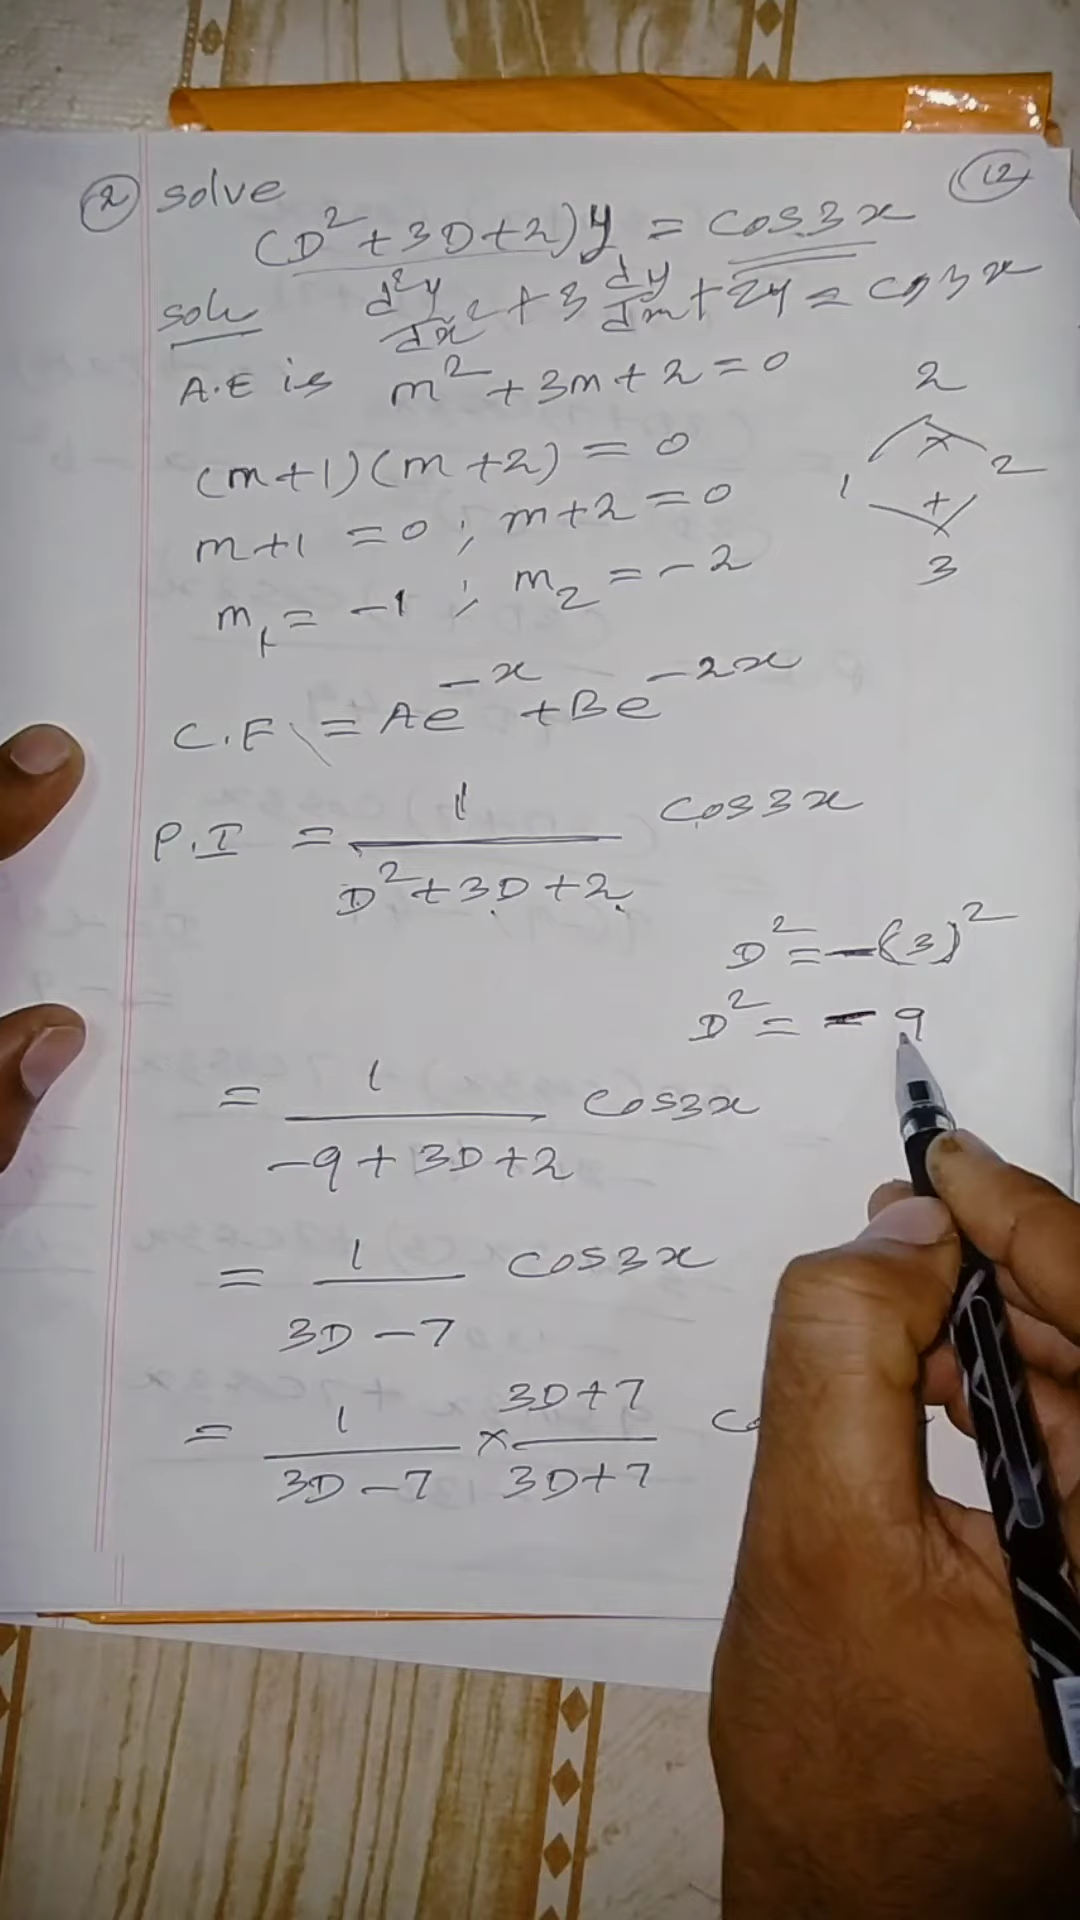 (2) solve (12)
(D²+3D+2)y = cos3x
soln d²y/dx² + 3 dy/dx + 2y = cos3x
A.E is m²+3m+2=0
(m+1)(m+2)=0
m+1=0 ; m+2=0
m₁=-1 ; m₂=-2
2
× 
1 2
+
3
C.F = Ae^-x + Be^-2x
P.I = 1/(D²+3D+2) cos3x
D² = -(3)²
D² = -9
= 1/(-9+3D+2) cos3x
= 1/(3D-7) cos3x
= 1/(3D-7) × (3D+7)/(3D+7)